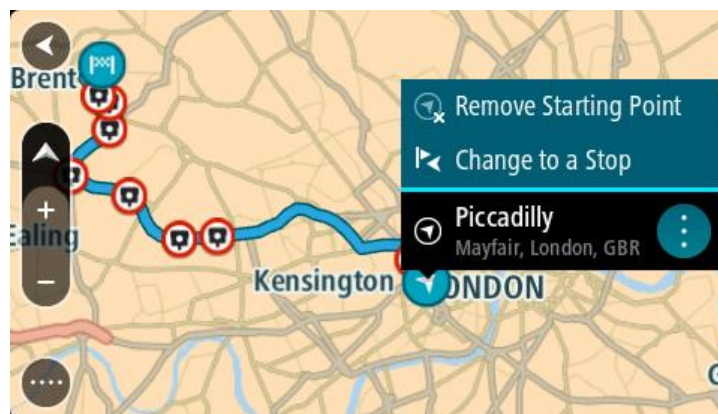 Brent
Remove Starting Point
Change to a Stop
Piccadilly
Mayfair, London, GBR
Ealing
Kensington
ONDON